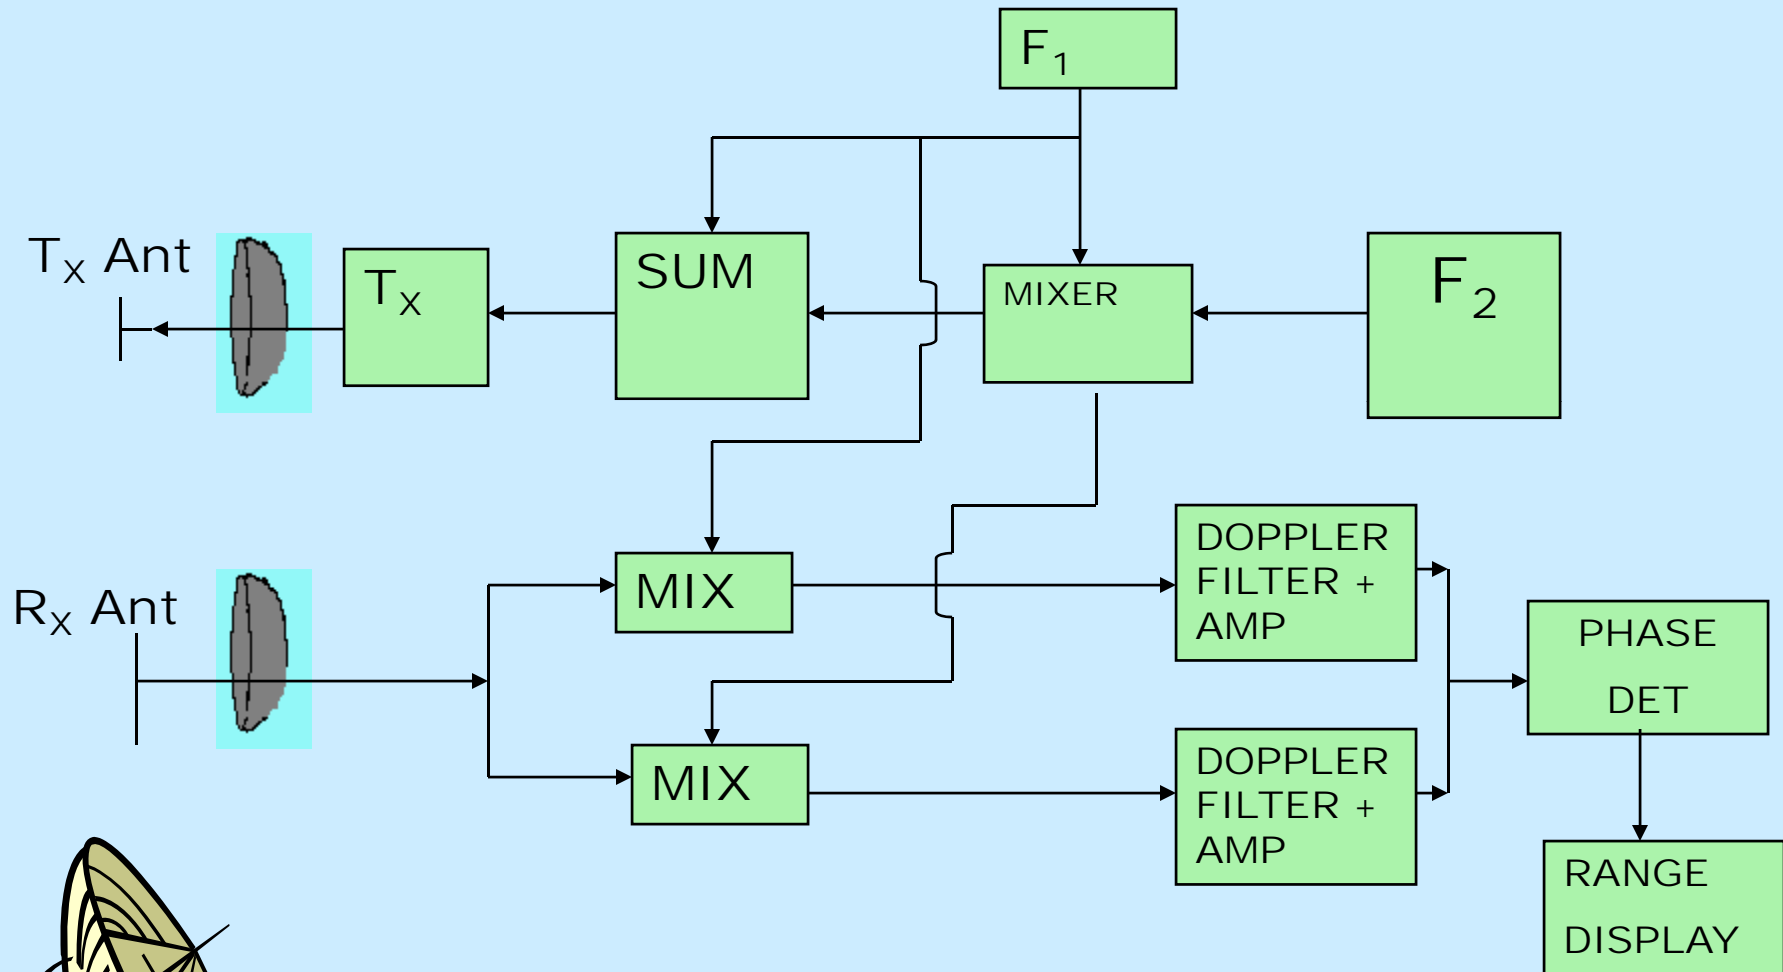 F₁
Tₓ Ant
Tₓ
SUM
MIXER
F₂
Rₓ Ant
MIX
DOPPLER
FILTER +
AMP
PHASE
DET
MIX
DOPPLER
FILTER +
AMP
RANGE
DISPLAY